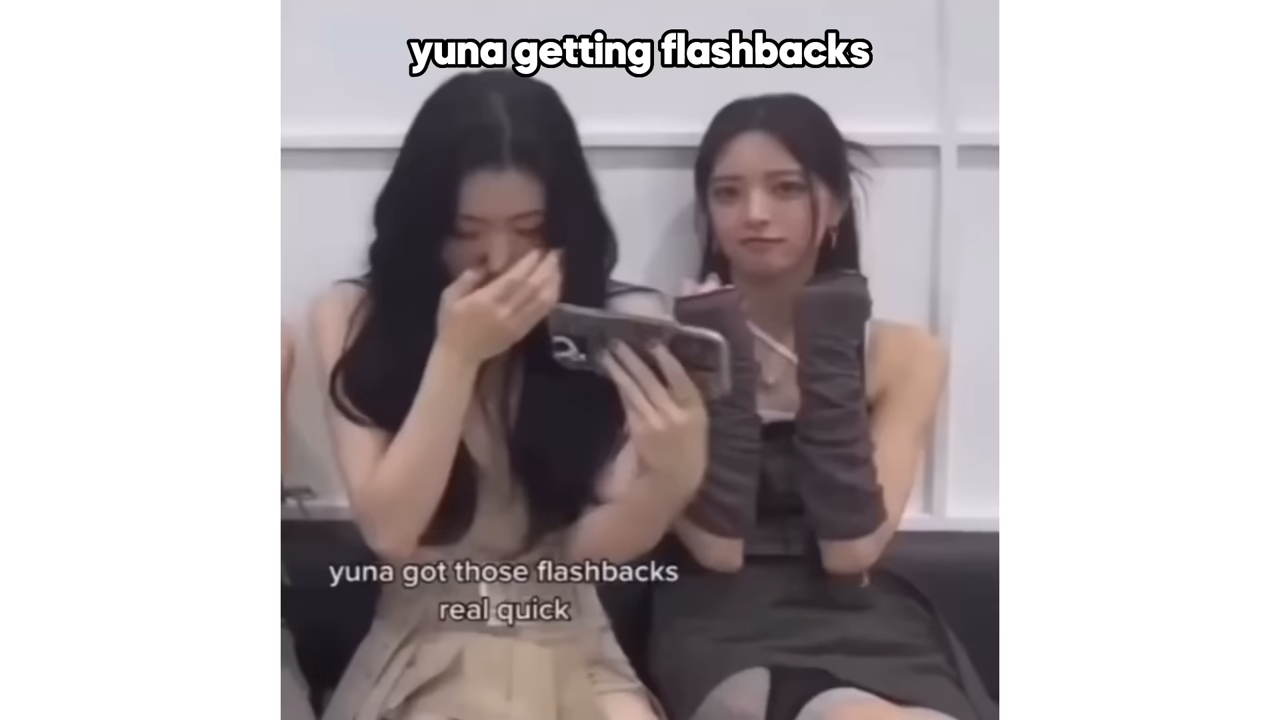 yuna getting flashbacks
yuna got those flashbacks
real quick